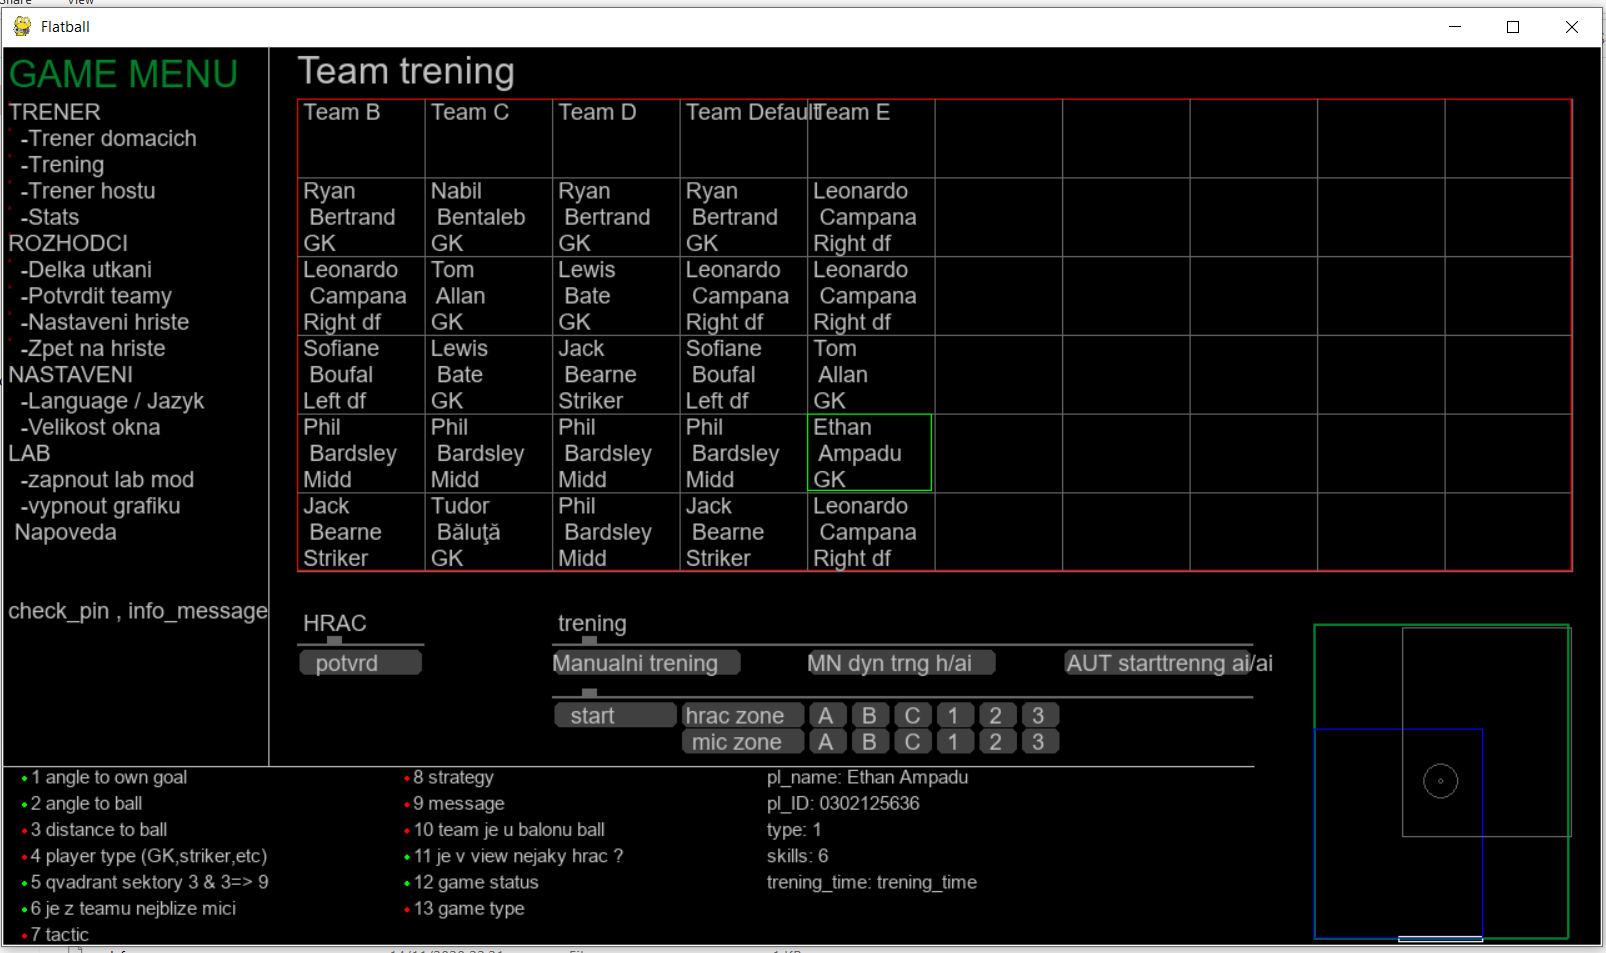 Share View
Flatball
GAME MENU
TRENER
-Trener domacich
-Trening
-Trener hostu
-Stats
ROZHODCI
-Delka utkani
-Potvrdit teamy
-Nastaveni hriste
-Zpet na hriste
NASTAVENI
-Language / Jazyk
-Velikost okna
LAB
-zapnout lab mod
-vypnout grafiku
Napoveda
check_pin , info_message
Team trening
Team B Team C Team D Team Default Team E
Ryan Nabil Ryan Ryan Leonardo
Bertrand Bentaleb Bertrand Bertrand Campana
GK GK GK GK Right df
Leonardo Tom Lewis Leonardo Leonardo
Campana Allan Bate Campana Campana
Right df GK GK Right df Right df
Sofiane Lewis Jack Sofiane Tom
Boufal Bate Bearne Boufal Allan
Left df GK Striker Left df GK
Phil Phil Phil Phil Ethan
Bardsley Bardsley Bardsley Bardsley Ampadu
Midd Midd Midd Midd GK
Jack Tudor Phil Jack Leonardo
Bearne Băluţă Bardsley Bearne Campana
Striker GK Midd Striker Right df
HRAC trening
potvrd Manualni trening MN dyn trng h/ai AUT starttrenng ai/ai
start hrac zone A B C 1 2 3
mic zone A B C 1 2 3
1 angle to own goal
2 angle to ball
3 distance to ball
4 player type (GK,striker,etc)
5 qvadrant sektory 3 & 3=> 9
6 je z teamu nejblize mici
7 tactic
8 strategy
9 message
10 team je u balonu ball
11 je v view nejaky hrac ?
12 game status
13 game type
pl_name: Ethan Ampadu
pl_ID: 0302125636
type: 1
skills: 6
trening_time: trening_time